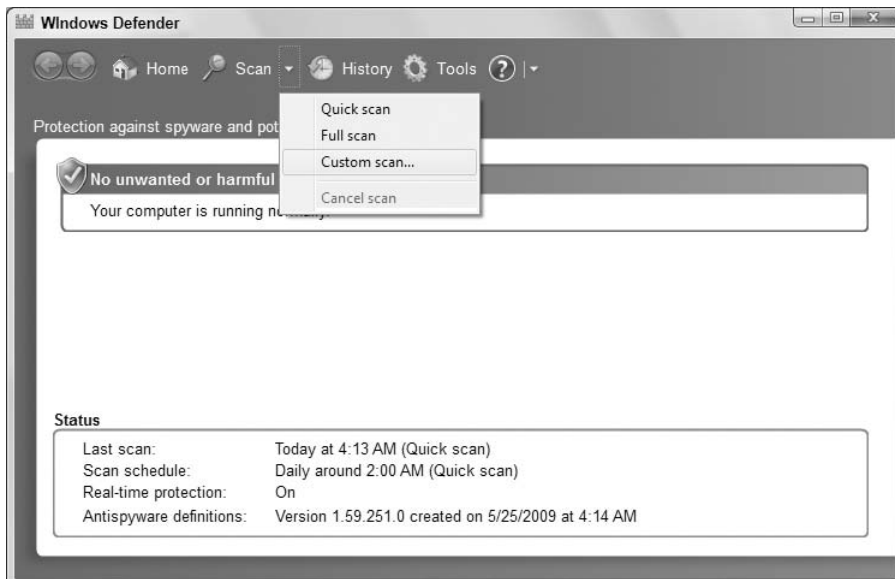 WIndows Defender
Home Scan History Tools ?
Quick scan
Full scan
Custom scan...
Cancel scan
Protection against spyware and
No unwanted or harmful
Your computer is running
Status
Last scan: Today at 4:13 AM (Quick scan)
Scan schedule: Daily around 2:00 AM (Quick scan)
Real-time protection: On
Antispyware definitions: Version 1.59.251.0 created on 5/25/2009 at 4:14 AM